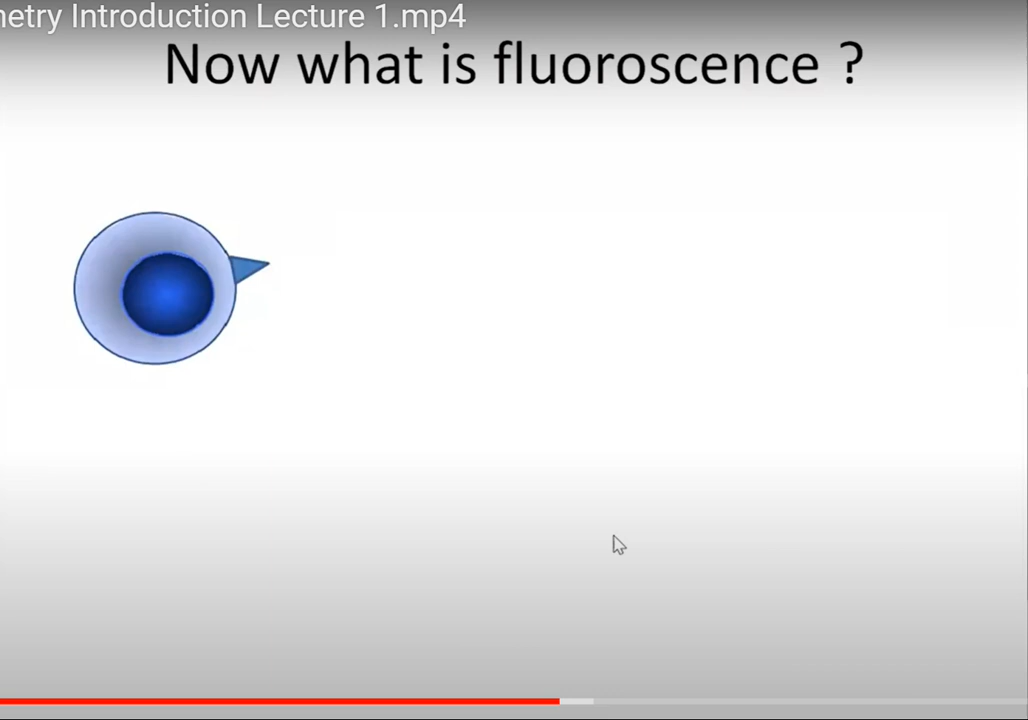 netry Introduction Lecture 1.mp4
Now what is fluoroscence ?